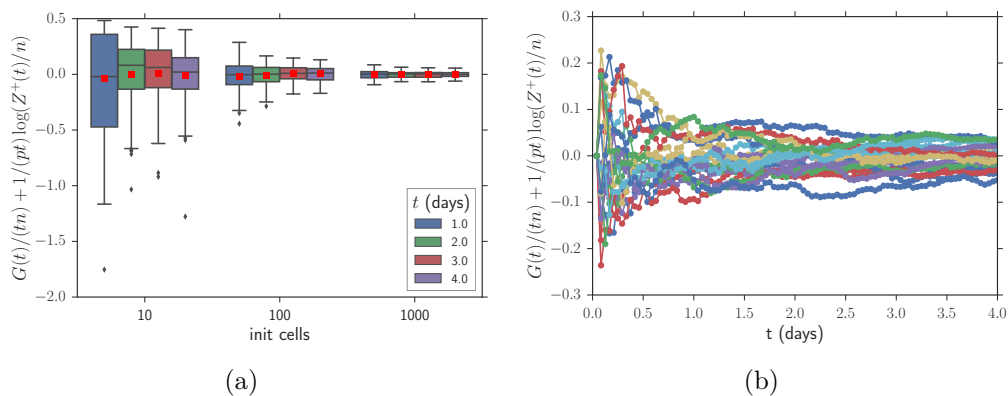 G(t)/(tn) + 1/(pt) log(Z⁺(t)/n)
0.5
0.0
−0.5
−1.0
−1.5
−2.0
10
100
1000
init cells
t (days)
1.0
2.0
3.0
4.0
(a)
G(t)/(tn) + 1/(pt) log(Z⁺(t)/n)
0.3
0.2
0.1
0.0
−0.1
−0.2
−0.3
0.0 0.5 1.0 1.5 2.0 2.5 3.0 3.5 4.0
t (days)
(b)